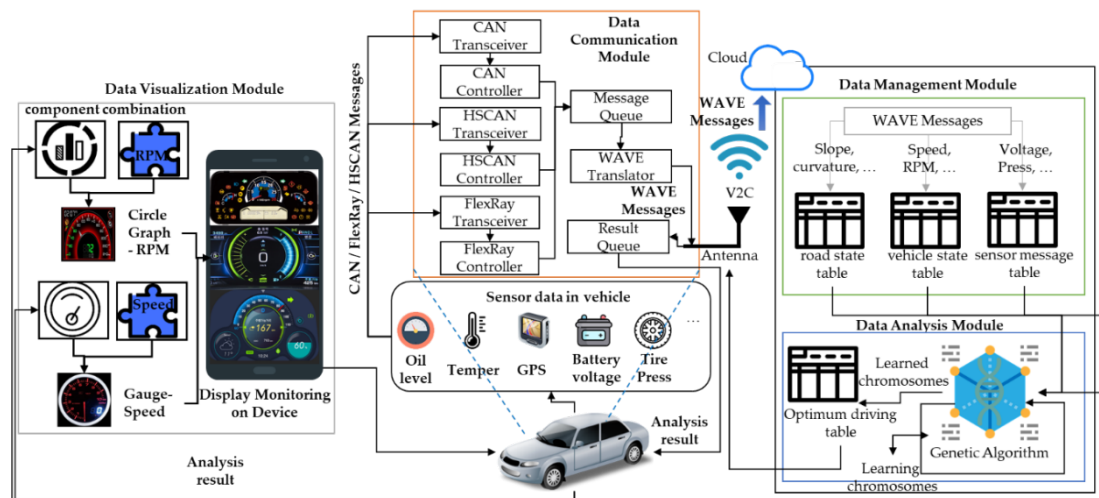 Data Visualization Module
component combination
RPM
Circle
Graph
- RPM
Speed
Gauge-
Speed
Display Monitoring
on Device
Analysis
result
CAN / FlexRay / HSCAN Messages
Data
Communication
Module
CAN
Transceiver
CAN
Controller
HSCAN
Transceiver
HSCAN
Controller
FlexRay
Transceiver
FlexRay
Controller
Message
Queue
WAVE
Translator
WAVE
Messages
Result
Queue
Sensor data in vehicle
Oil
level
Temper
GPS
Battery
voltage
Tire
Press
...
Analysis
result
Cloud
WAVE
Messages
V2C
Antenna
Data Management Module
WAVE Messages
Slope,
curvature, ...
Speed,
RPM, ...
Voltage,
Press, ...
road state
table
vehicle state
table
sensor message
table
Data Analysis Module
Learned
chromosomes
Optimum driving
table
Genetic Algorithm
Learning
chromosomes